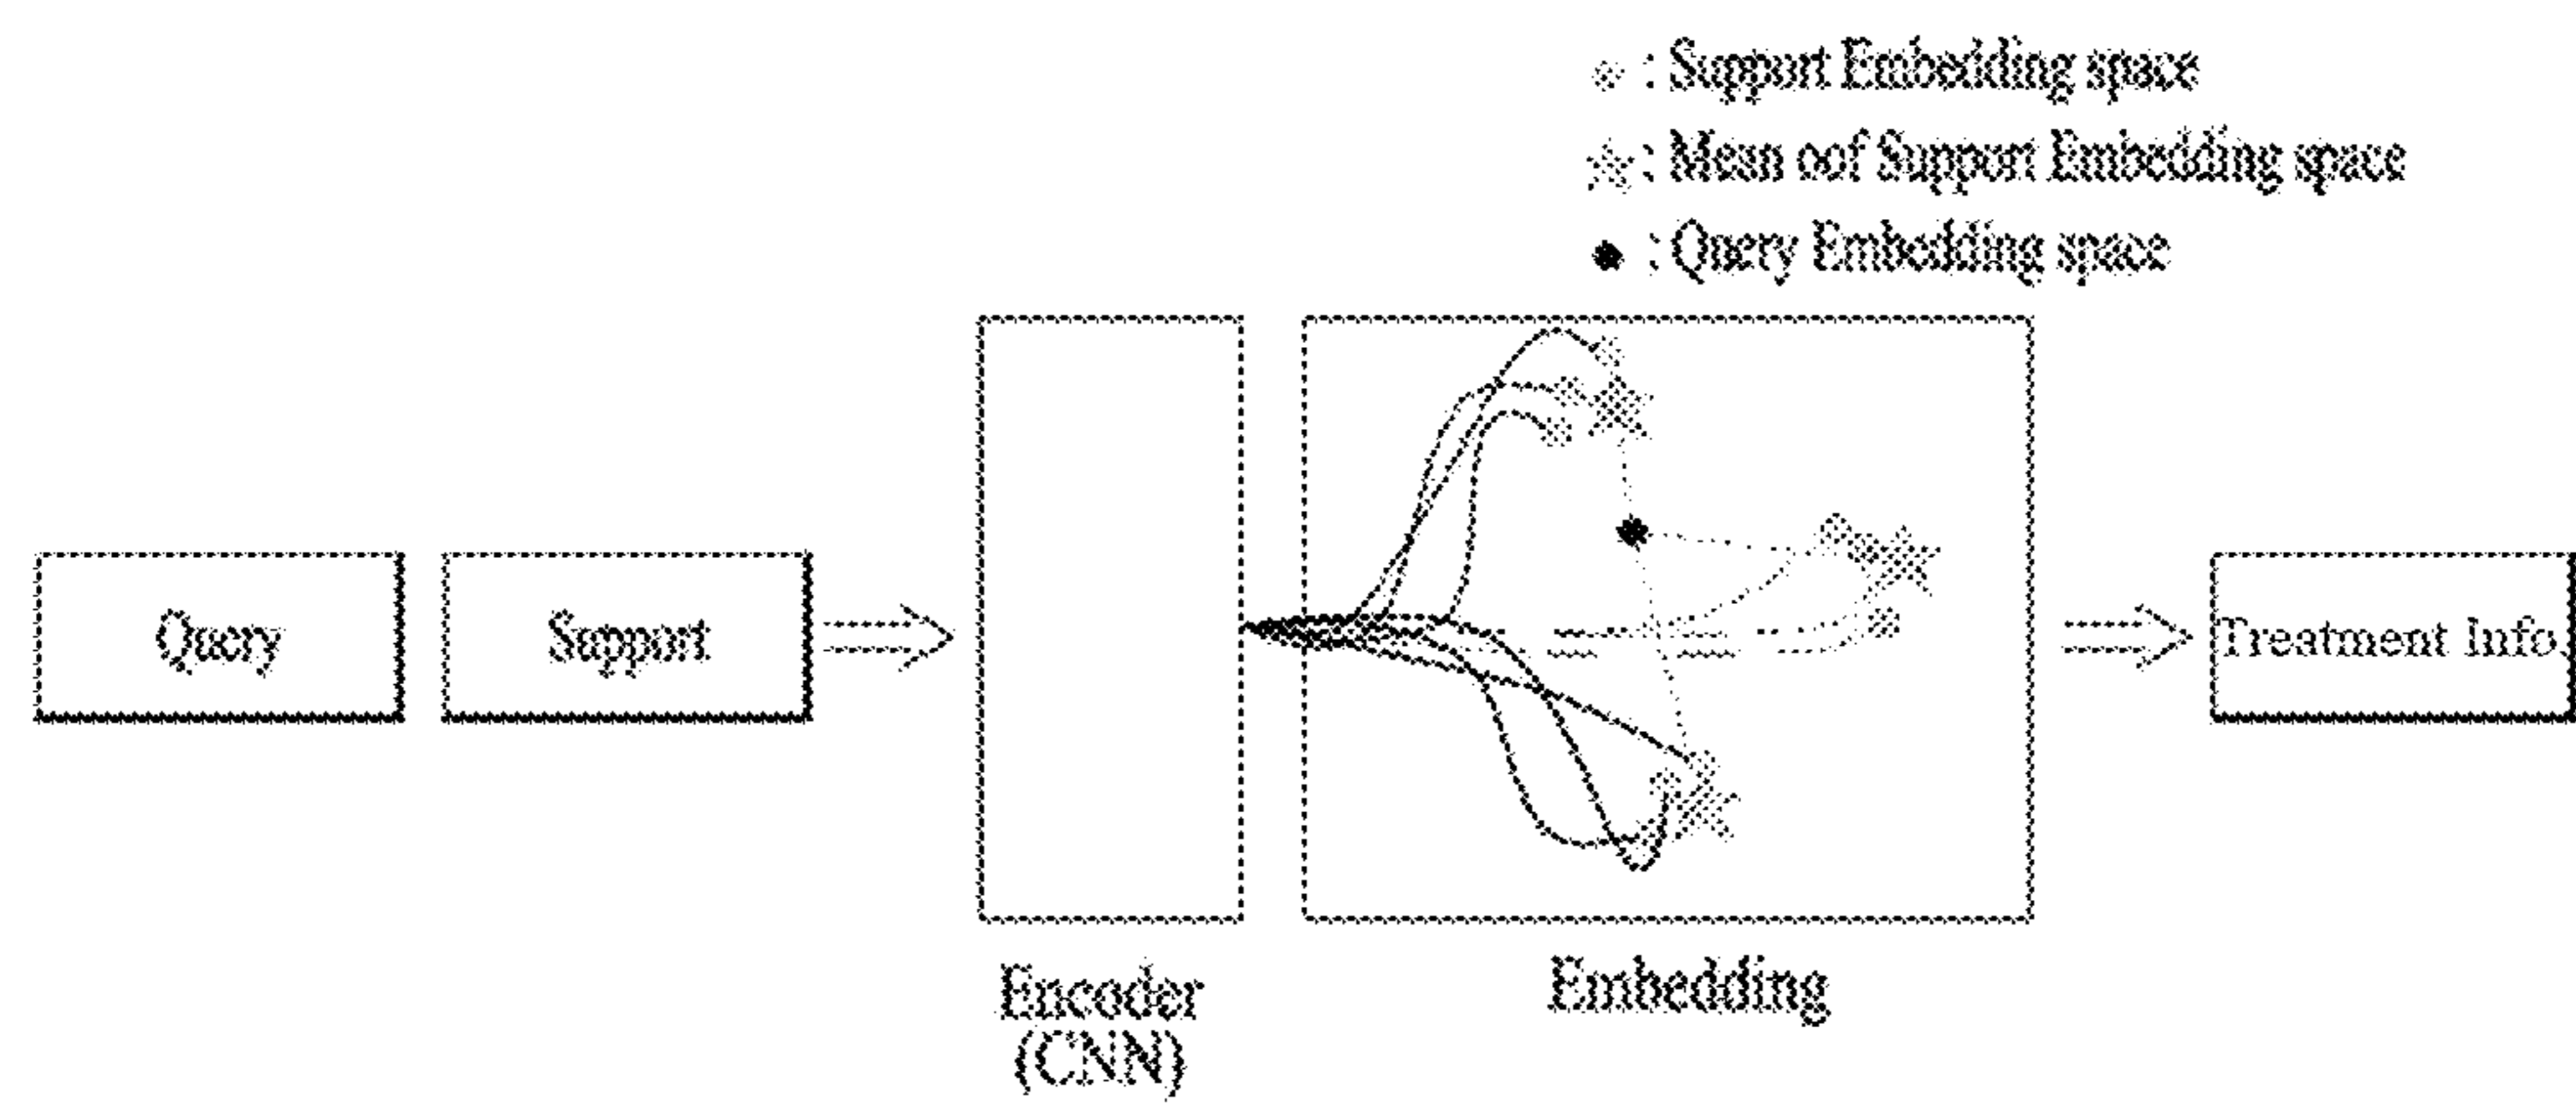 : Support Embedding space
: Mean oof Support Embedding space
: Query Embedding space
Query
Support
Treatment Info.
Encoder
(CNN)
Embedding